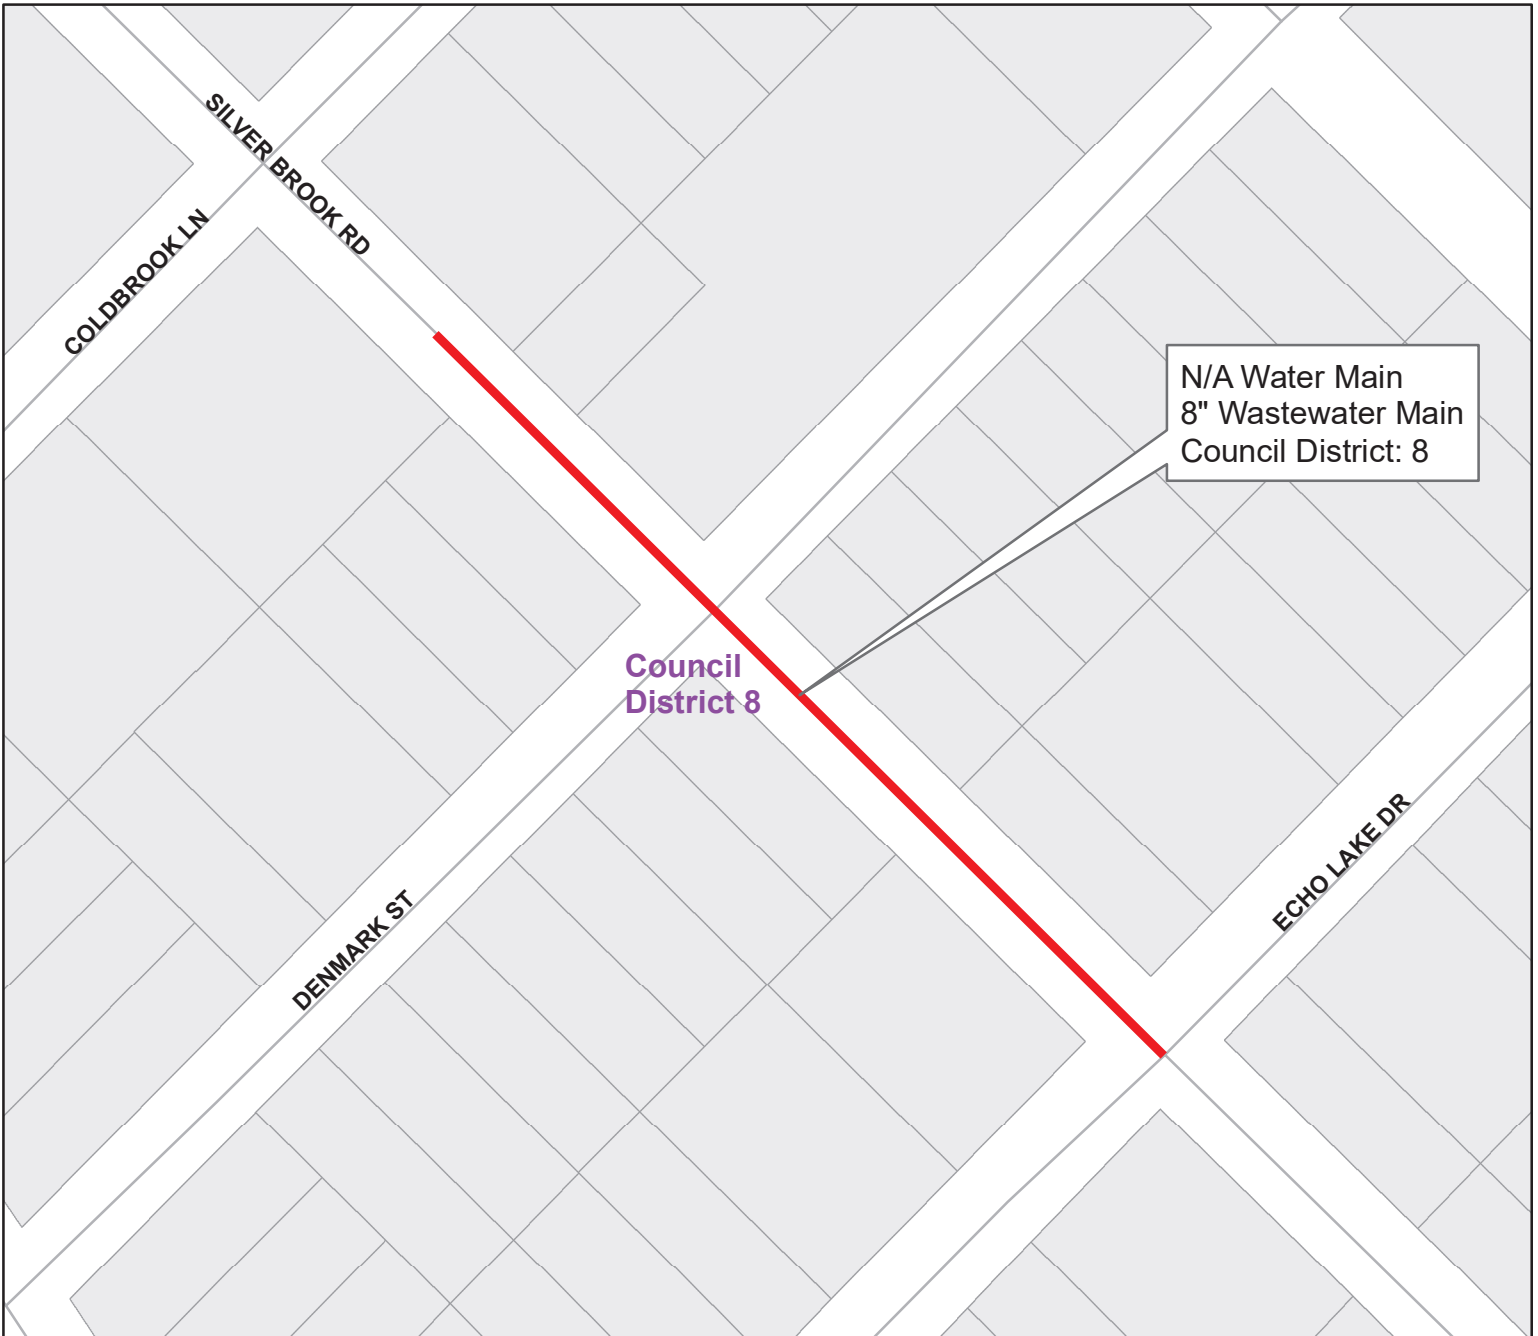 SILVER BROOK RD
COLDBROOK LN
N/A Water Main
8" Wastewater Main
Council District: 8
Council
District 8
ECHO LAKE DR
DENMARK ST